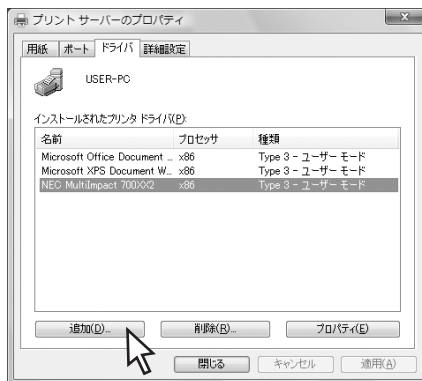 プリント サーバーのプロパティ
用紙 ポート ドライバ 詳細設定
USER-PC
インストールされたプリンタ ドライバ(P):
名前 プロセッサ 種類
Microsoft Office Document ... x86 Type 3 - ユーザー モード
Microsoft XPS Document W... x86 Type 3 - ユーザー モード
NEC MultiImpact 700XX2 x86 Type 3 - ユーザー モード
追加(D)... 削除(R)... プロパティ(E)
閉じる キャンセル 適用(A)